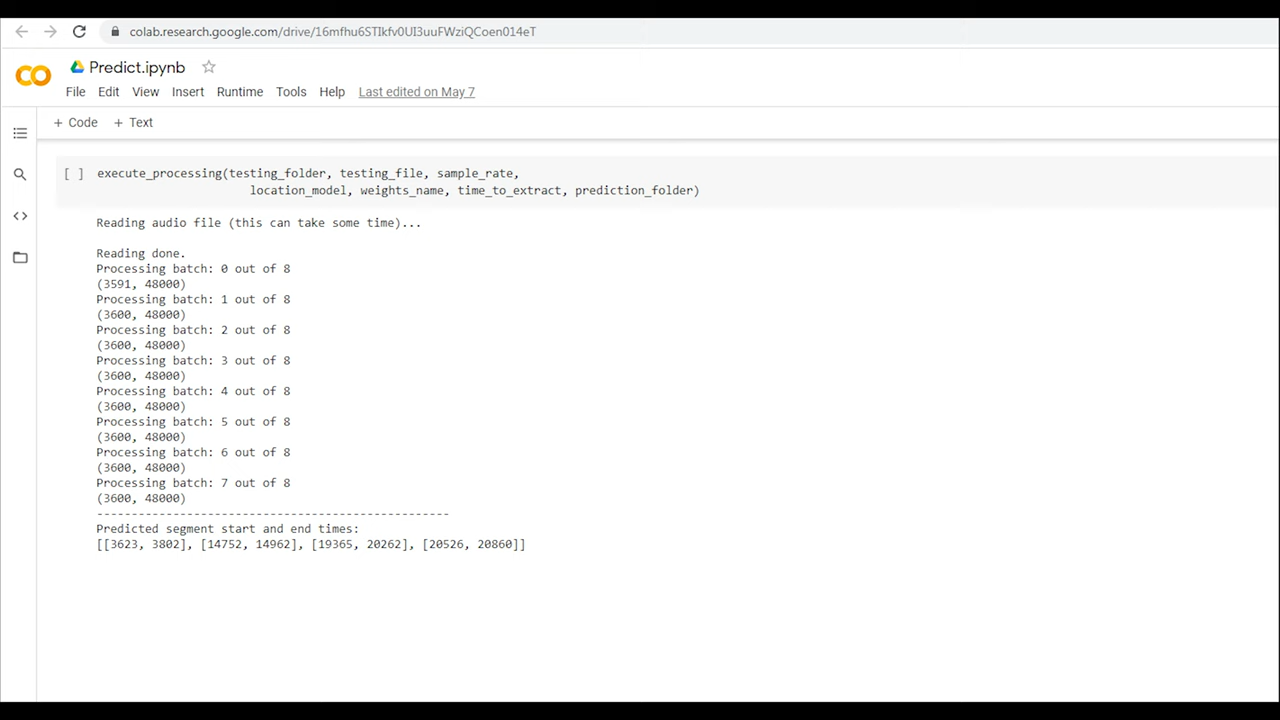 colab.research.google.com/drive/16mfhu6STIkfv0UI3uuFWziQCoen014eT
CO Predict.ipynb
File Edit View Insert Runtime Tools Help Last edited on May 7
+ Code + Text
[ ] execute_processing(testing_folder, testing_file, sample_rate,
location_model, weights_name, time_to_extract, prediction_folder)
Reading audio file (this can take some time)...
Reading done.
Processing batch: 0 out of 8
(3591, 48000)
Processing batch: 1 out of 8
(3600, 48000)
Processing batch: 2 out of 8
(3600, 48000)
Processing batch: 3 out of 8
(3600, 48000)
Processing batch: 4 out of 8
(3600, 48000)
Processing batch: 5 out of 8
(3600, 48000)
Processing batch: 6 out of 8
(3600, 48000)
Processing batch: 7 out of 8
(3600, 48000)
---------------------------------------------------
Predicted segment start and end times:
[[3623, 3802], [14752, 14962], [19365, 20262], [20526, 20860]]